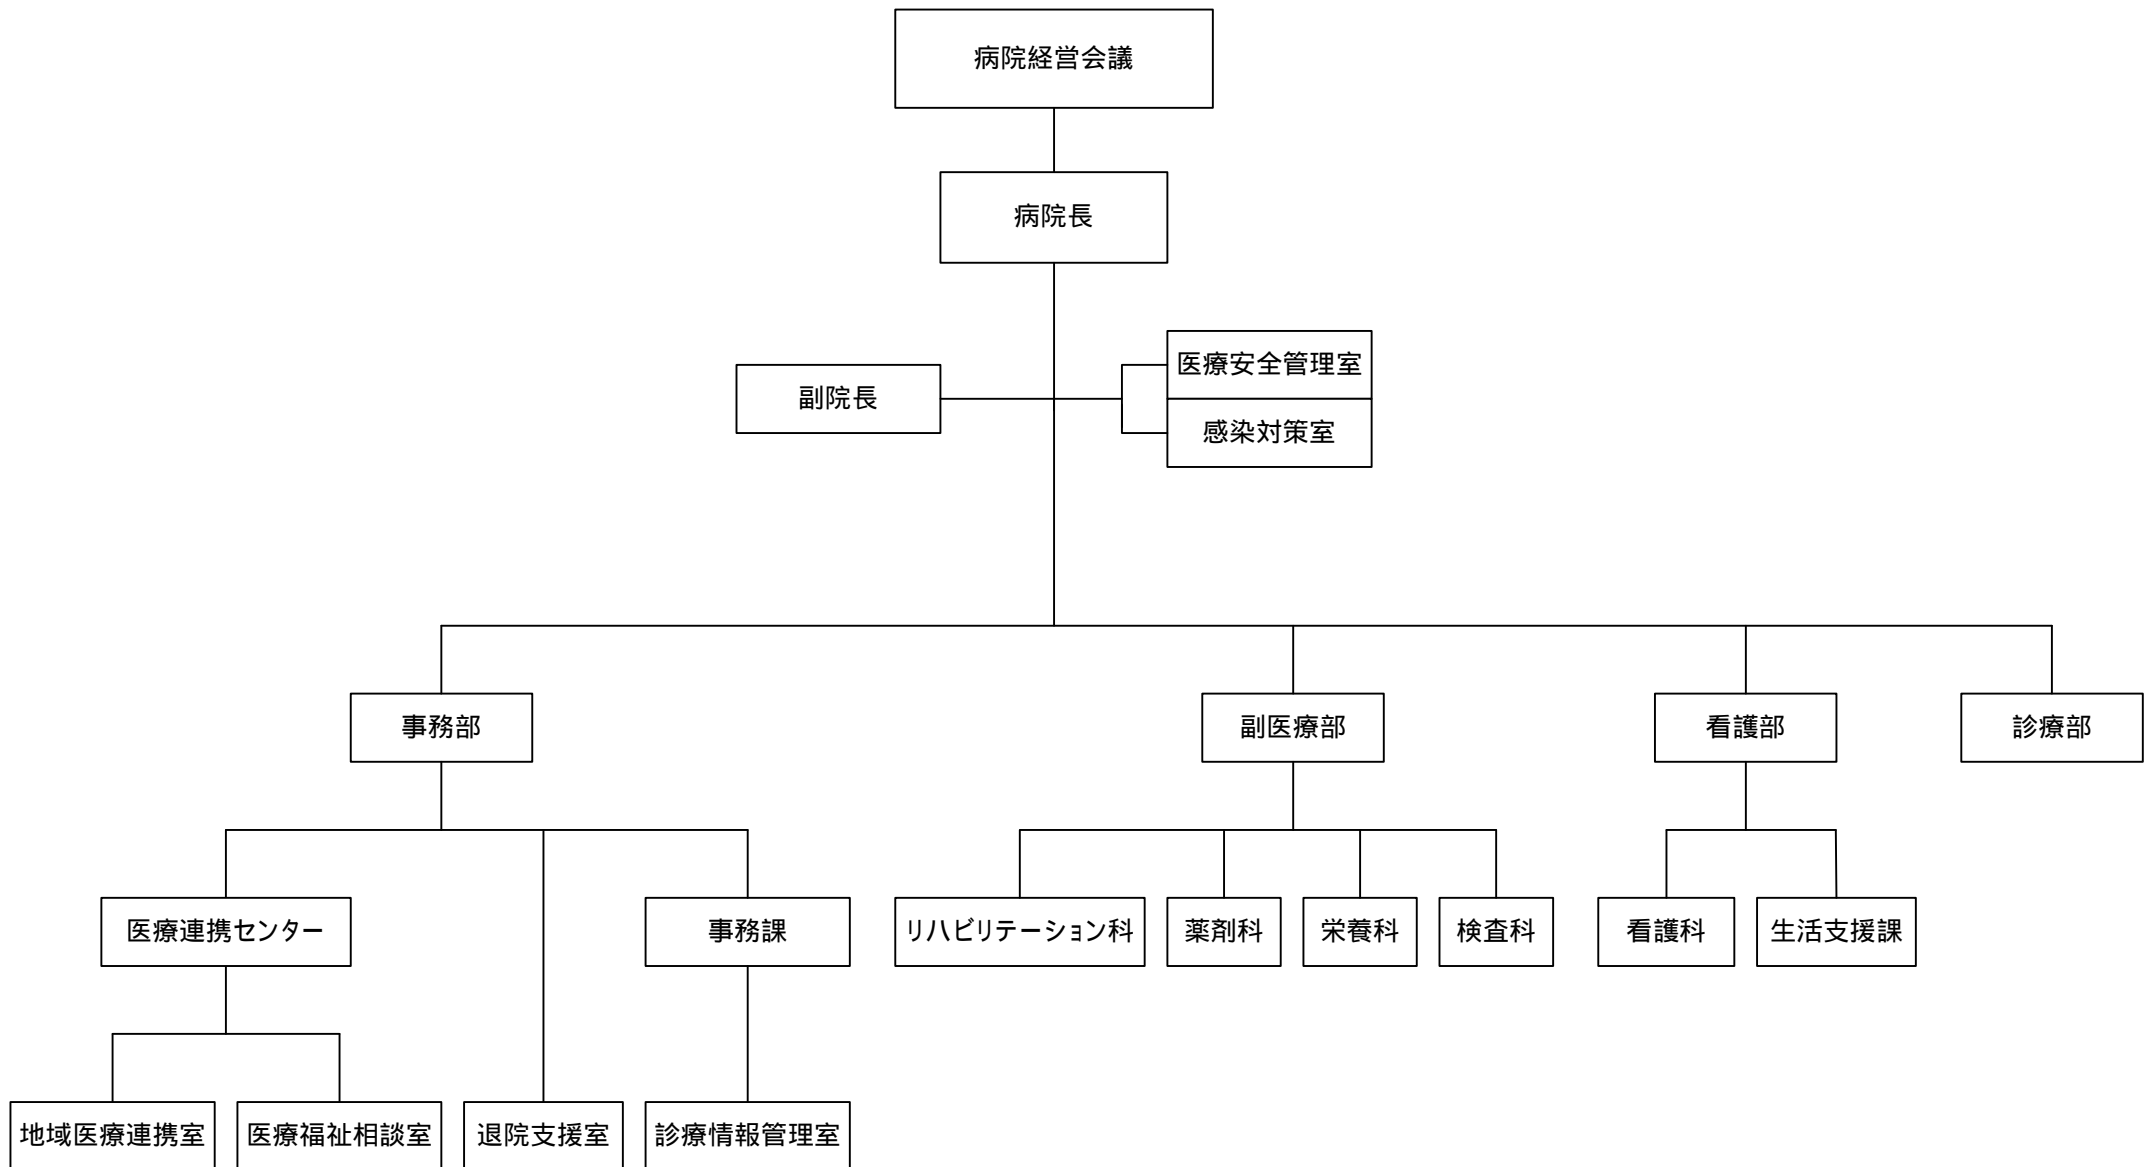 病院経営会議
病院長
副院長
医療安全管理室
感染対策室
事務部
副医療部
看護部
診療部
医療連携センター
事務課
リハビリテーション科
薬剤科
栄養科
検査科
看護科
生活支援課
地域医療連携室
医療福祉相談室
退院支援室
診療情報管理室